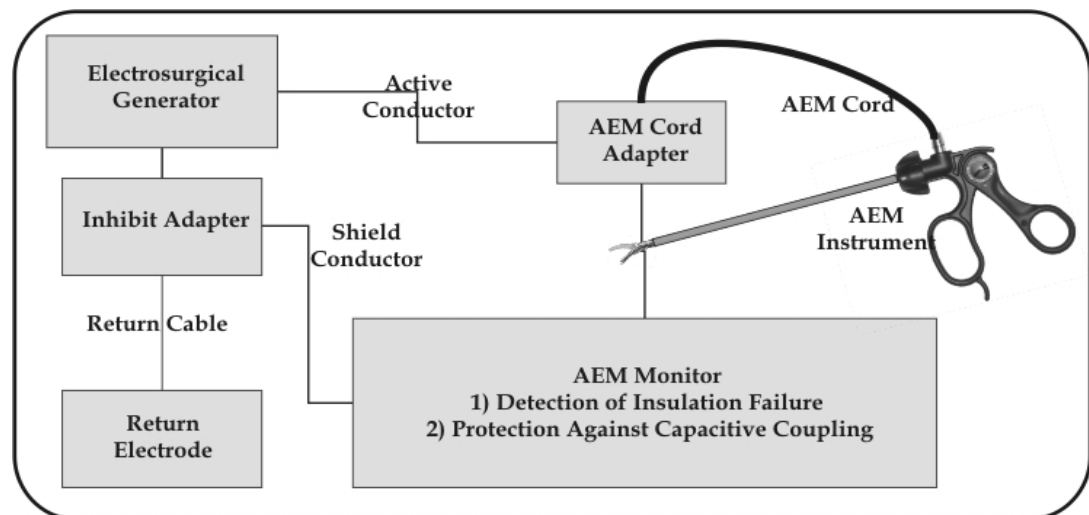 Electrosurgical
Generator
Active
Conductor
AEM Cord
Adapter
AEM Cord
AEM
Instrument
Inhibit Adapter
Shield
Conductor
Return Cable
Return
Electrode
AEM Monitor
1) Detection of Insulation Failure
2) Protection Against Capacitive Coupling